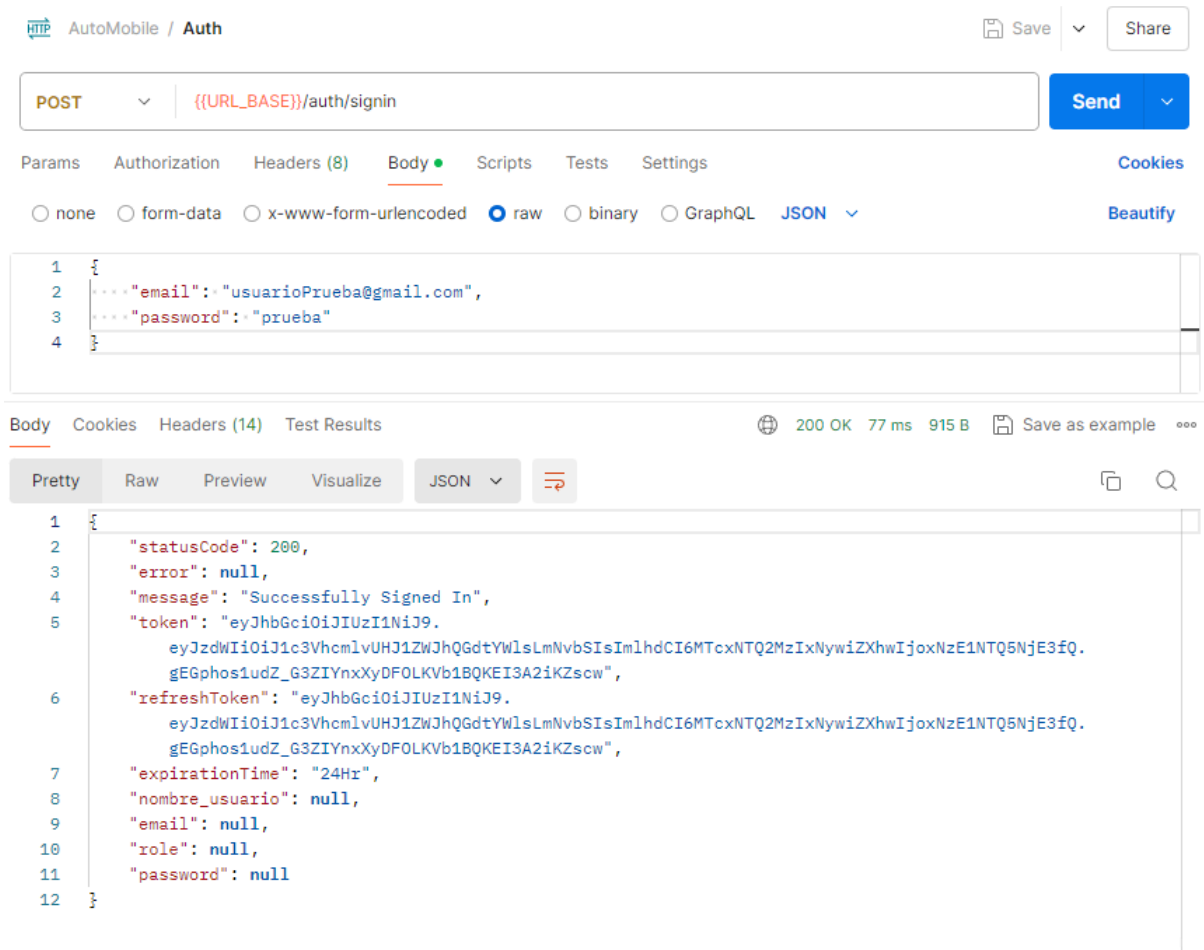 HTTP AutoMobile / Auth Save Share
POST {{URL_BASE}}/auth/signin Send
Params Authorization Headers (8) Body Scripts Tests Settings Cookies
none form-data x-www-form-urlencoded raw binary GraphQL JSON Beautify
1 {
2 "email": "usuarioPrueba@gmail.com",
3 "password": "prueba"
4 }
Body Cookies Headers (14) Test Results 200 OK 77 ms 915 B Save as example
Pretty Raw Preview Visualize JSON
1 {
2 "statusCode": 200,
3 "error": null,
4 "message": "Successfully Signed In",
5 "token": "eyJhbGciOiJIUzI1NiJ9.
eyJzdWIiOiJ1c3VhcmlvUHJ1ZWJhQGdtYWlsLmNvbSIsImlhdCI6MTcxNTQ2MzIxNywiZXhwIjoxNzE1NTQ5NjE3fQ.
gEGphos1udZ_G3ZIYnxXyDFOLKVb1BQKEI3A2iKZscw",
6 "refreshToken": "eyJhbGciOiJIUzI1NiJ9.
eyJzdWIiOiJ1c3VhcmlvUHJ1ZWJhQGdtYWlsLmNvbSIsImlhdCI6MTcxNTQ2MzIxNywiZXhwIjoxNzE1NTQ5NjE3fQ.
gEGphos1udZ_G3ZIYnxXyDFOLKVb1BQKEI3A2iKZscw",
7 "expirationTime": "24Hr",
8 "nombre_usuario": null,
9 "email": null,
10 "role": null,
11 "password": null
12 }